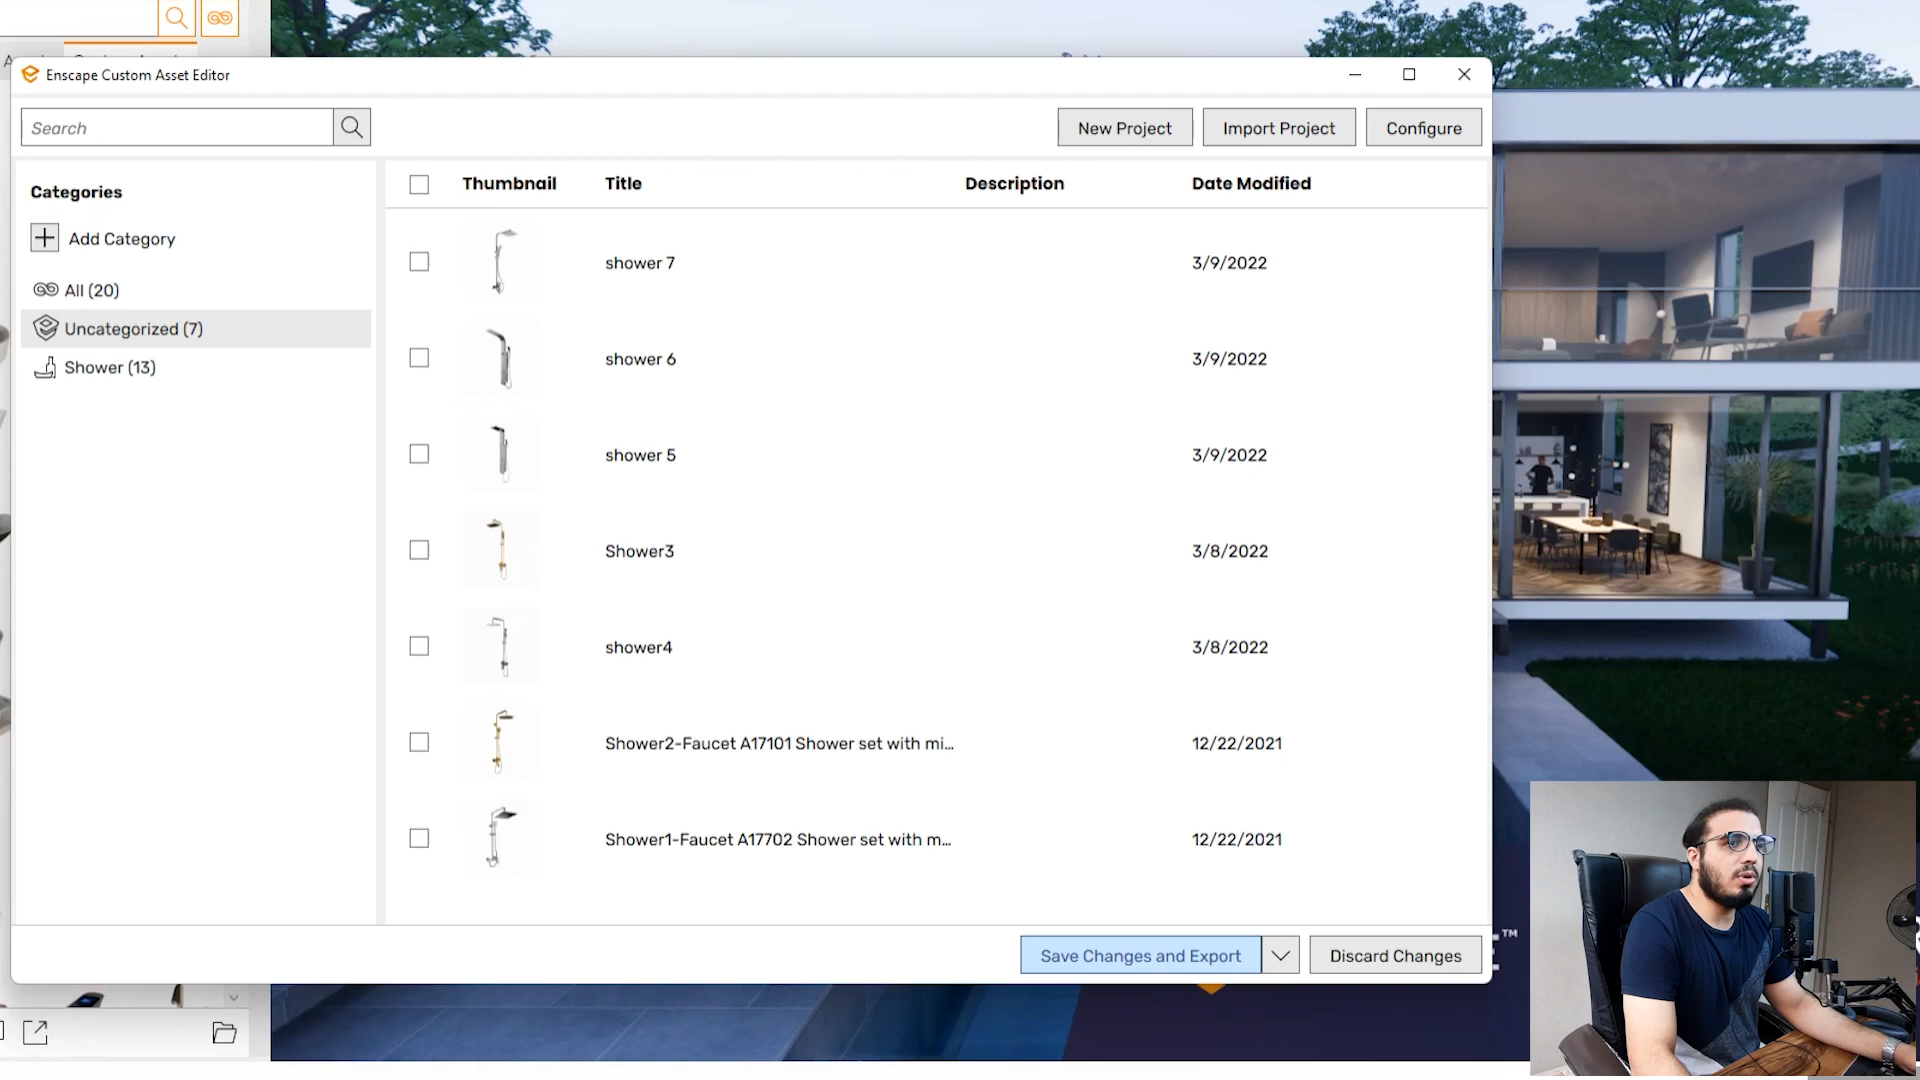 Enscape Custom Asset Editor
Search
New Project
Import Project
Configure
Categories
Add Category
All (20)
Uncategorized (7)
Shower (13)
Thumbnail Title Description Date Modified
shower 7 3/9/2022
shower 6 3/9/2022
shower 5 3/9/2022
Shower3 3/8/2022
shower4 3/8/2022
Shower2-Faucet A17101 Shower set with mi... 12/22/2021
Shower1-Faucet A17702 Shower set with m... 12/22/2021
Save Changes and Export
Discard Changes
E™